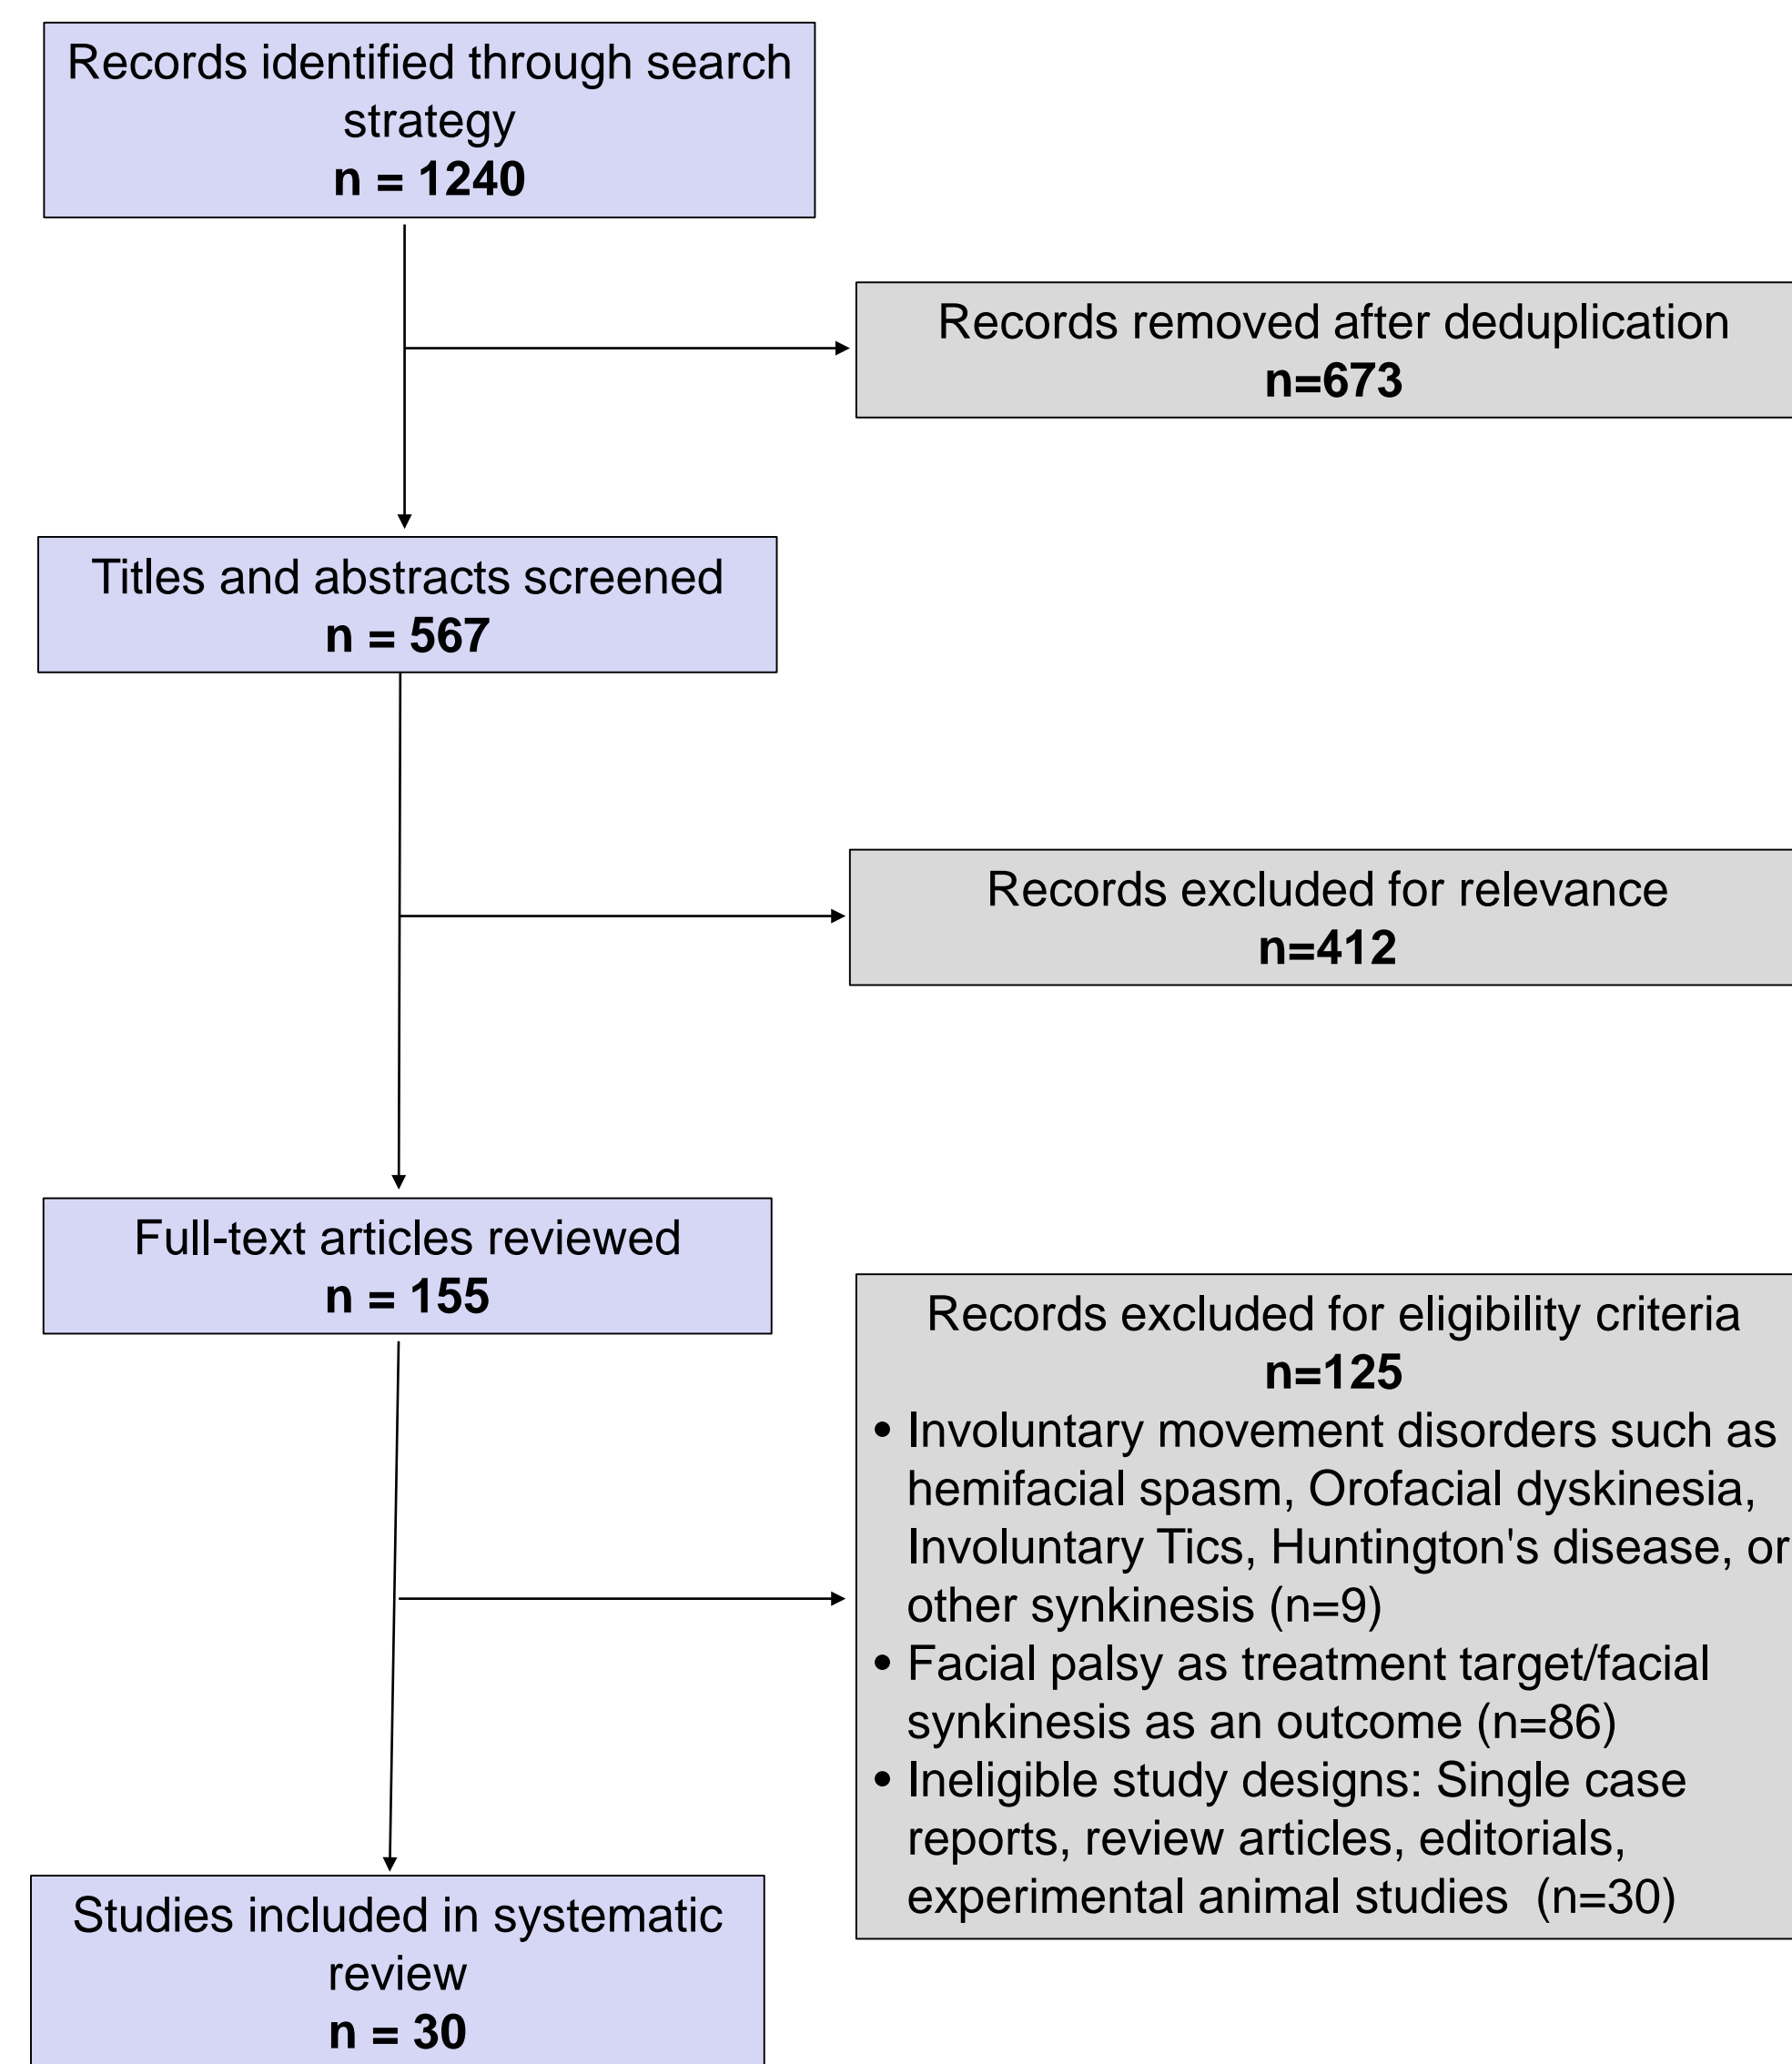 Records identified through search
strategy
n = 1240
Records removed after deduplication
n=673
Titles and abstracts screened
n = 567
Records excluded for relevance
n=412
Full-text articles reviewed
n = 155
Records excluded for eligibility criteria
n=125
• Involuntary movement disorders such as
hemifacial spasm, Orofacial dyskinesia,
Involuntary Tics, Huntington's disease, or
other synkinesis (n=9)
• Facial palsy as treatment target/facial
synkinesis as an outcome (n=86)
• Ineligible study designs: Single case
reports, review articles, editorials,
experimental animal studies  (n=30)
Studies included in systematic
review
n = 30